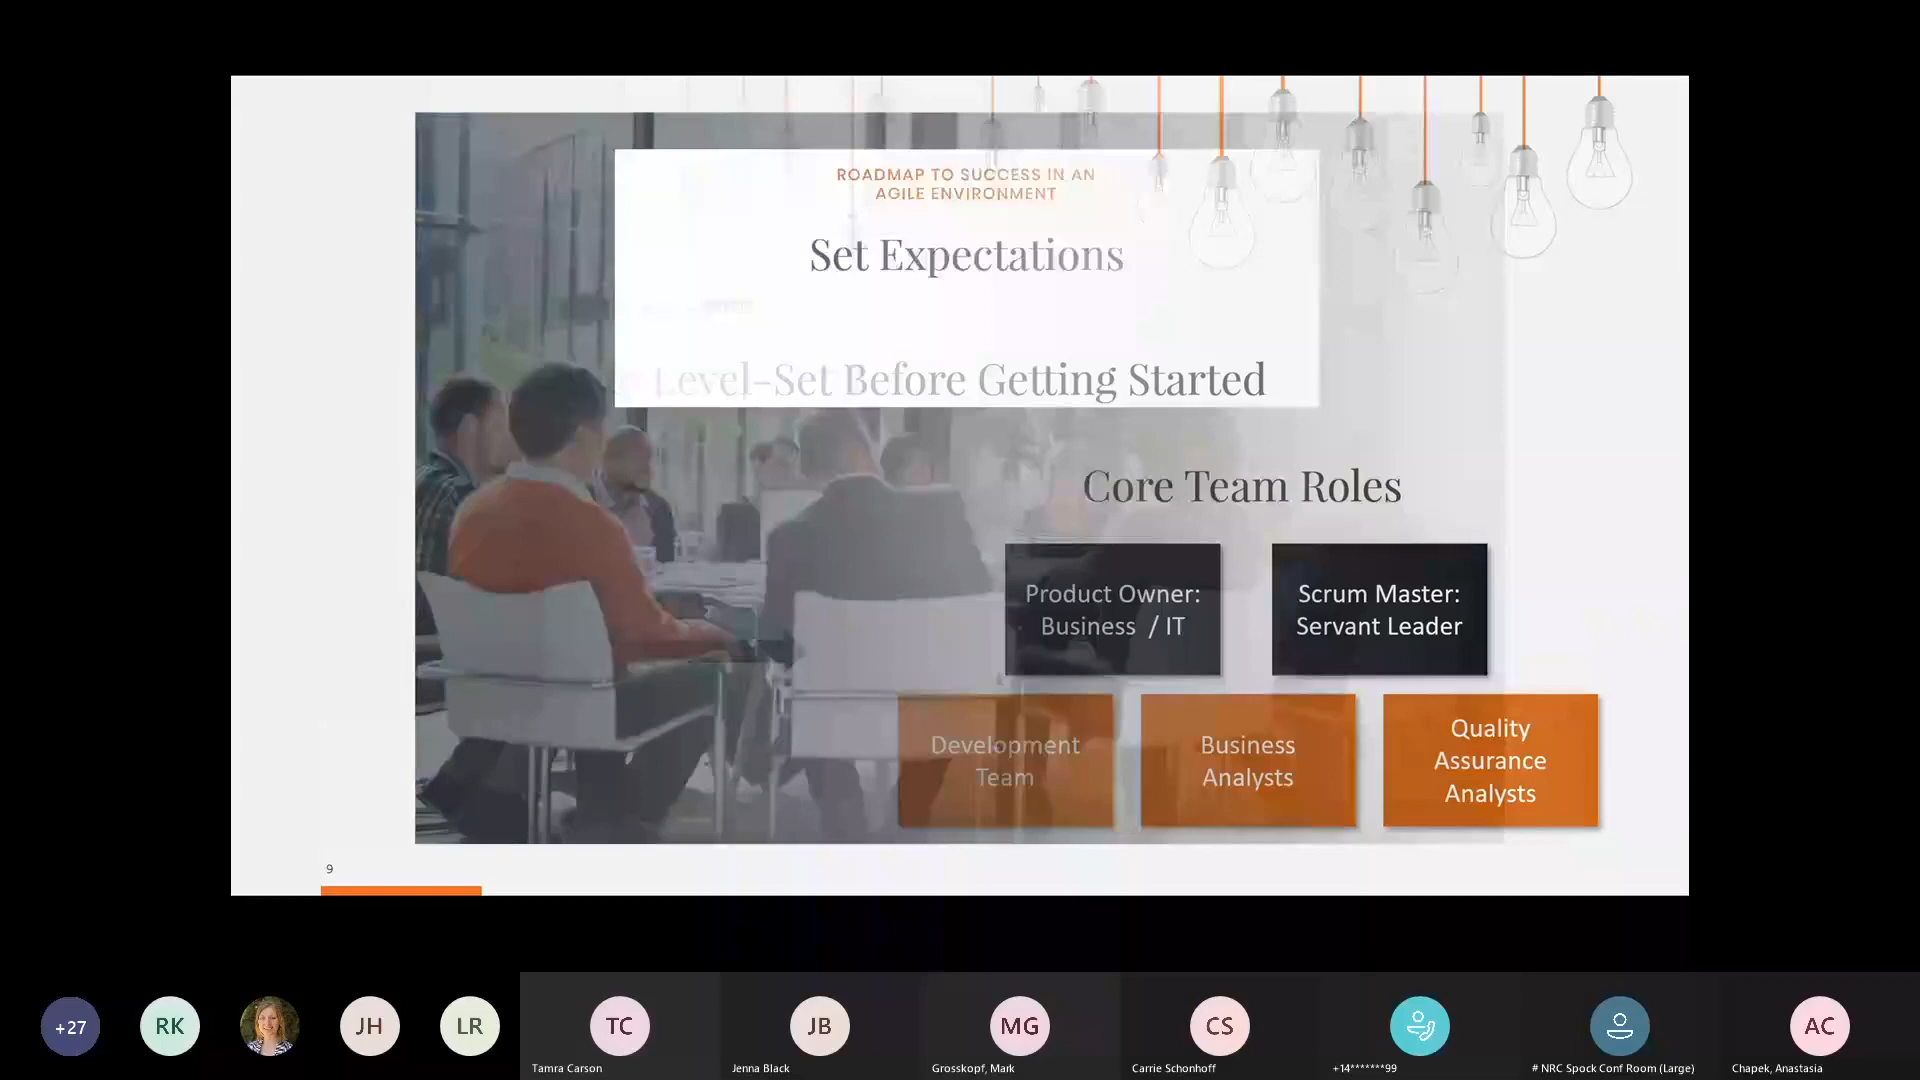 ROADMAP TO SUCCESS IN AN
AGILE ENVIRONMENT
Set Expectations
Level-Set Before Getting Started
Core Team Roles
Product Owner:
Business / IT
Scrum Master:
Servant Leader
Development
Team
Business
Analysts
Quality
Assurance
Analysts
9
+27
RK
JH
LR
TC
JB
MG
CS
AC
Tamra Carson
Jenna Black
Grosskopf, Mark
Carrie Schonhoff
+14*******99
# NRC Spock Conf Room (Large)
Chapek, Anastasia